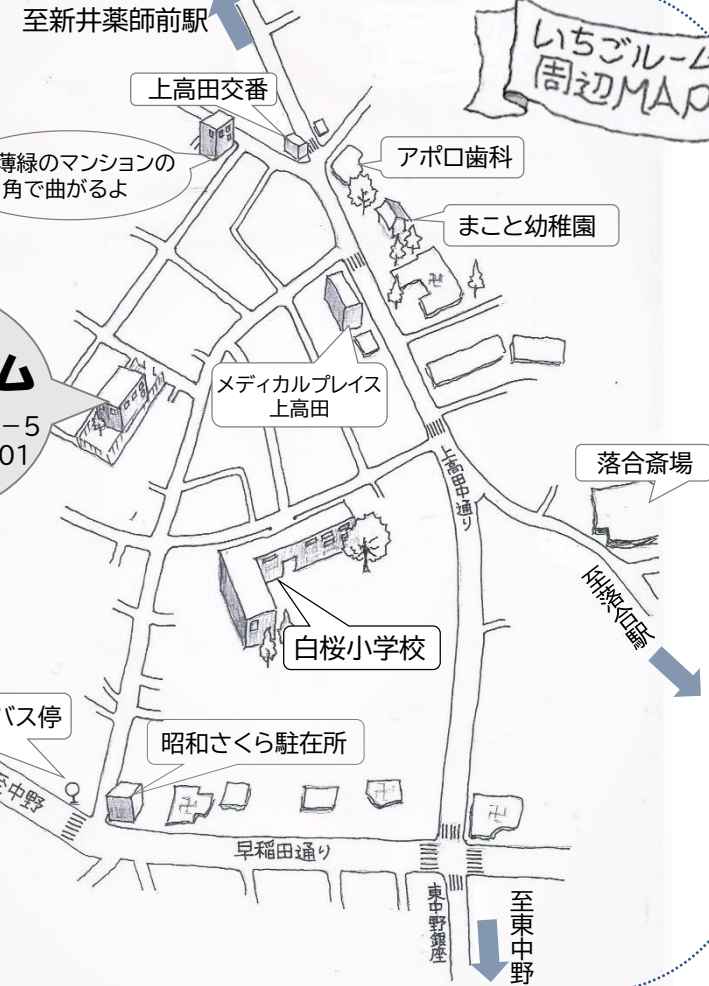 至新井薬師前駅
いちごルーム
周辺MAP
上高田交番
薄緑のマンションの
角で曲がるよ
アポロ歯科
まこと幼稚園
卍
ム
−5
01
メディカルプレイス
上高田
上高田中通り
落合斎場
至落合駅
白桜小学校
バス停
昭和さくら駐在所
至中野
卍
卍
卍
早稲田通り
東中野銀座
至東中野